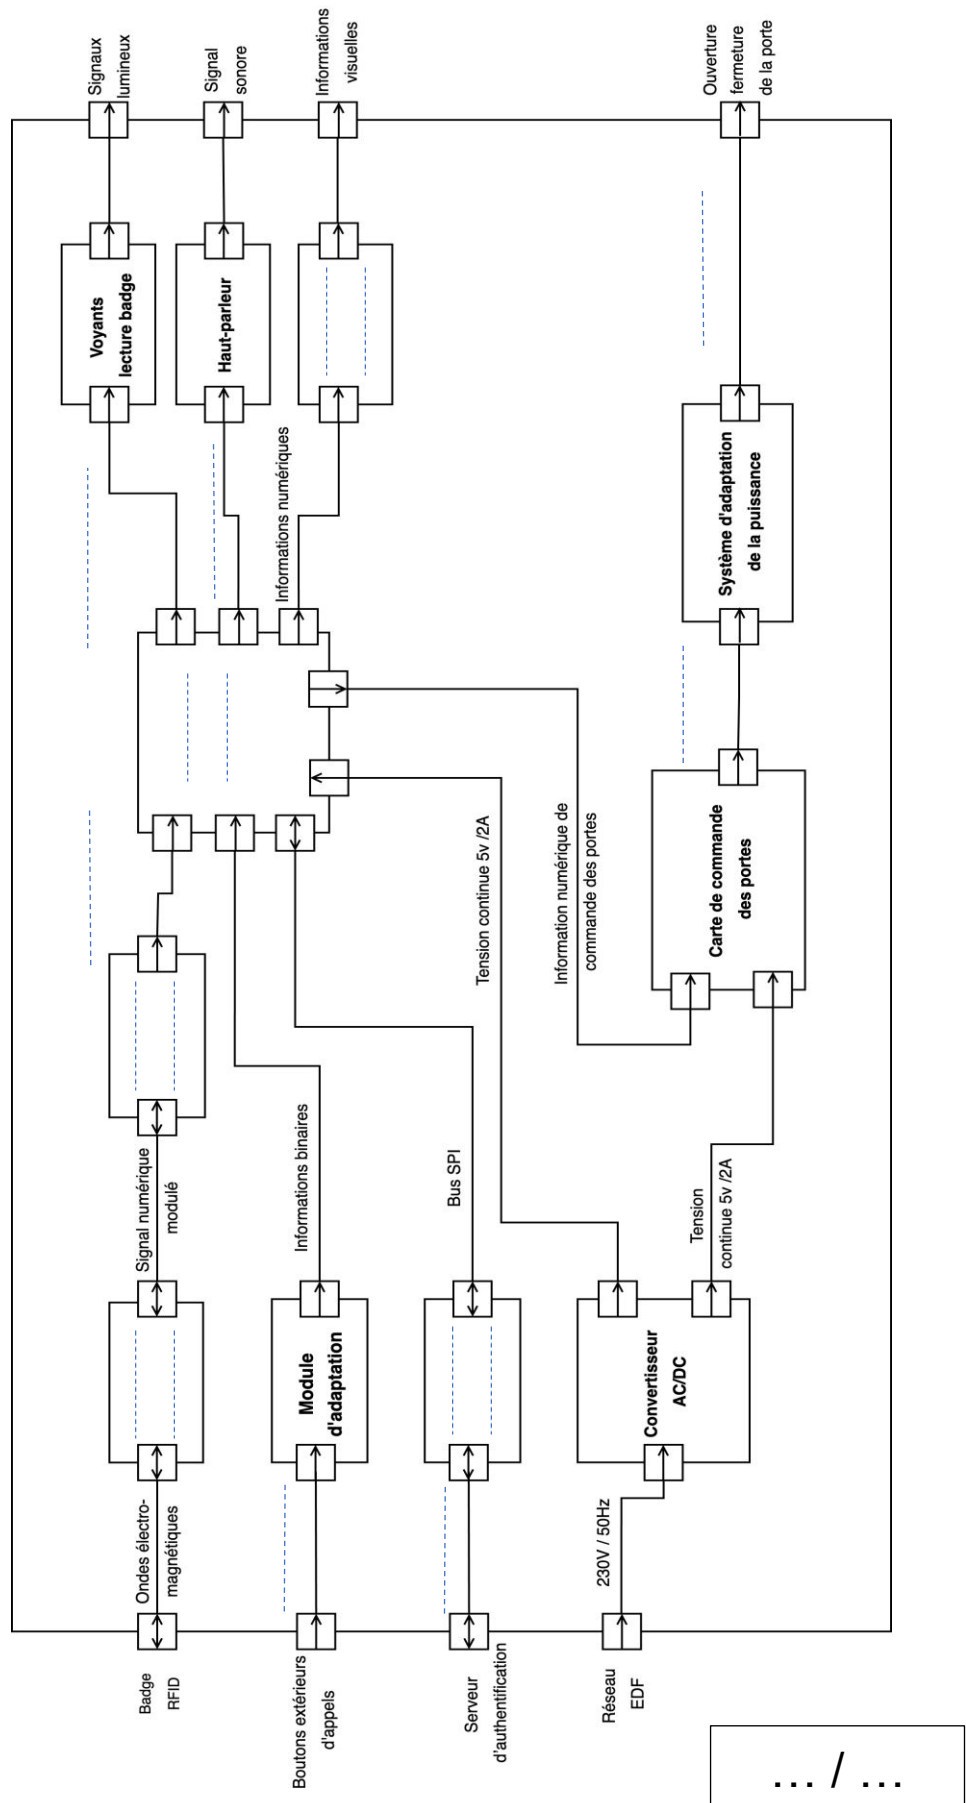 Badge
RFID
Ondes électro-
magnétiques
Signal numérique
modulé
Voyants
lecture badge
Signaux
lumineux
Boutons extérieurs
d'appels
Module
d'adaptation
Informations binaires
Haut-parleur
Signal
sonore
Informations numériques
Informations
visuelles
Serveur
d'authentification
Bus SPI
Tension continue 5v /2A
Information numérique de
commande des portes
Réseau
EDF
230V / 50Hz
Convertisseur
AC/DC
Tension
continue 5v /2A
Carte de commande
des portes
Système d'adaptation
de la puissance
Ouverture
fermeture
de la porte
... / ...